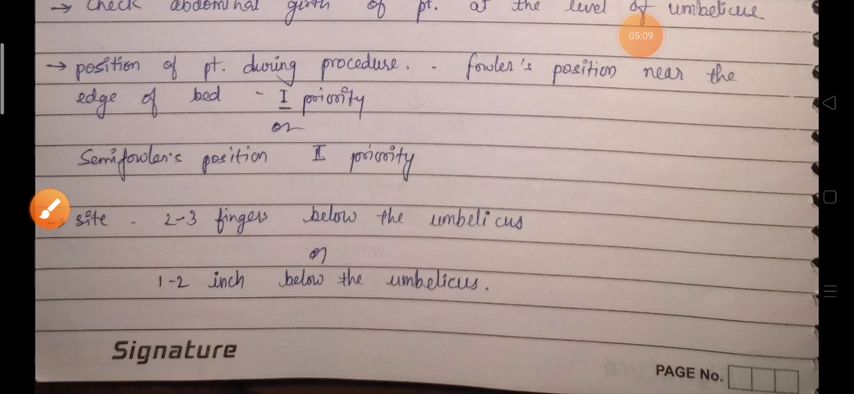 → check abdominal girth of pt. at the level of umbelicus
05:09
→ position of pt. during procedure. - fowler's position near the
edge of bed - I priority
or
Semifowler's position II priority
→ site - 2-3 fingers below the umbelicus
or
1-2 inch below the umbelicus.
Signature
PAGE No.